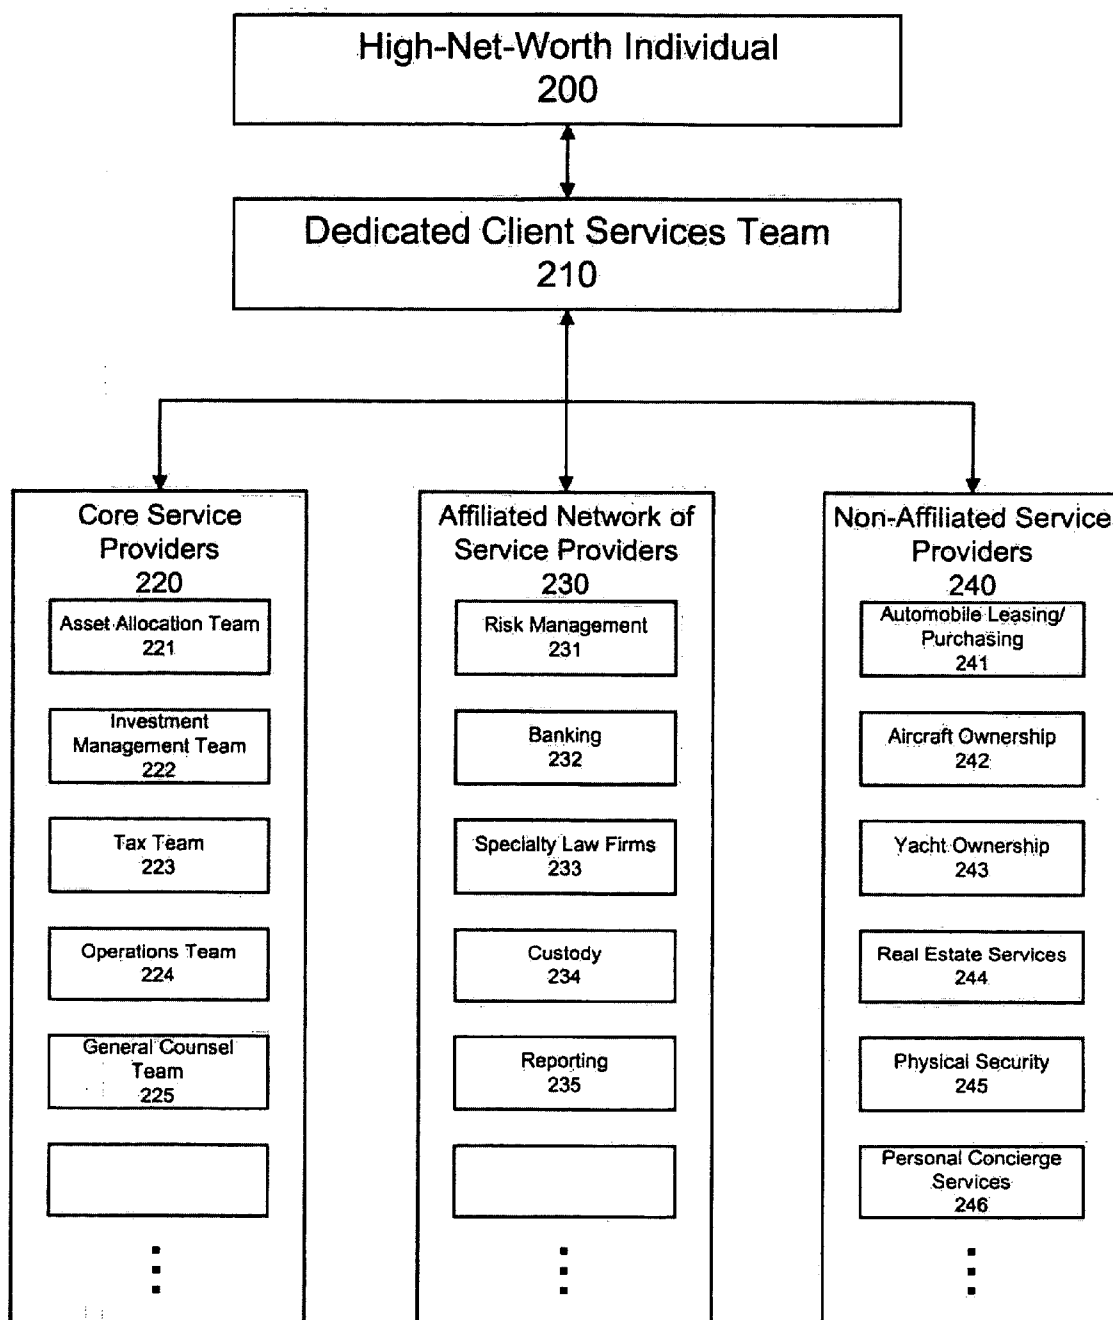 High-Net-Worth Individual
200
Dedicated Client Services Team
210
Core Service
Providers
220
Asset Allocation Team
221
Investment
Management Team
222
Tax Team
223
Operations Team
224
General Counsel
Team
225
Affiliated Network of
Service Providers
230
Risk Management
231
Banking
232
Specialty Law Firms
233
Custody
234
Reporting
235
Non-Affiliated Service
Providers
240
Automobile Leasing/
Purchasing
241
Aircraft Ownership
242
Yacht Ownership
243
Real Estate Services
244
Physical Security
245
Personal Concierge
Services
246